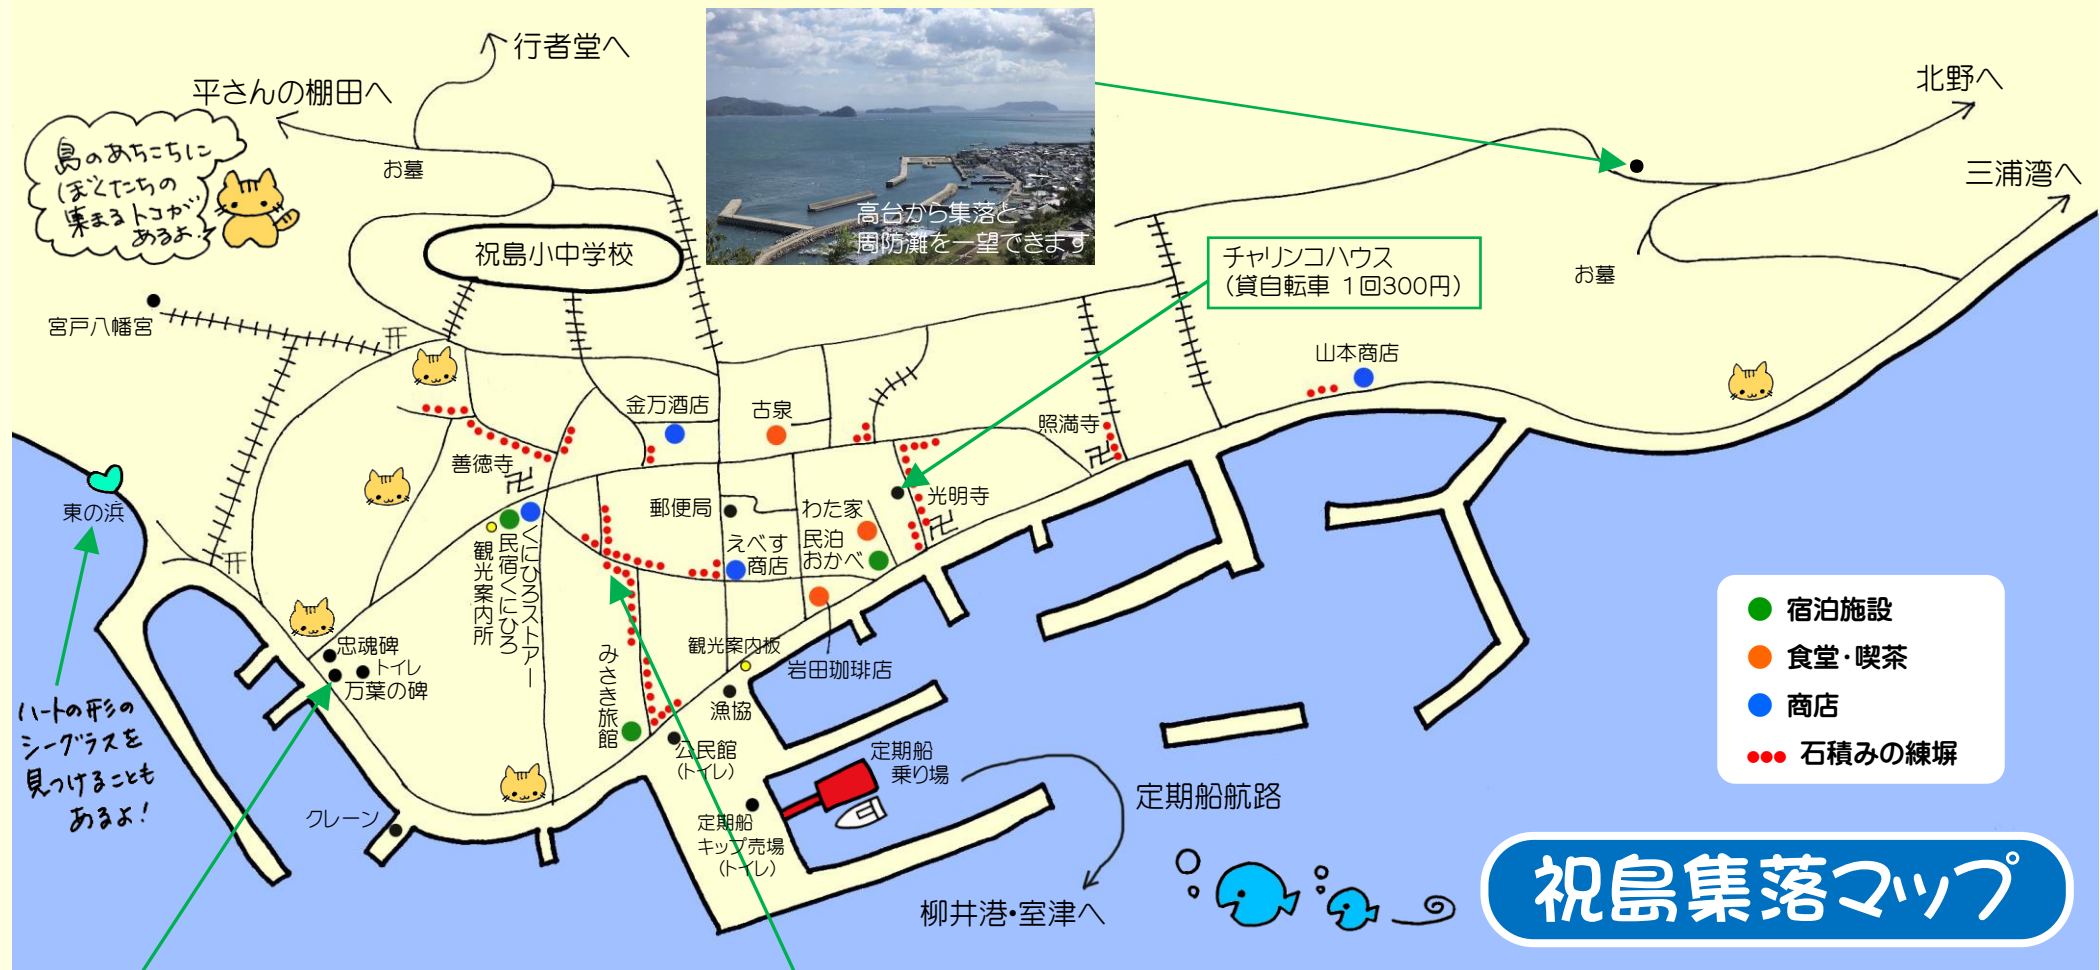 行者堂へ
平さんの棚田へ
北野へ
三浦湾へ
島のあちこちに
ぼくたちの
集まるトコが
あるよ!
お墓
高台から集落と
周防灘を一望できます
祝島小中学校
チャリンコハウス
(貸自転車 1回300円)
お墓
宮戸八幡宮
山本商店
金万酒店
古泉
照満寺
善徳寺
東の浜
郵便局
わた家
光明寺
えべす
商店
民泊
おかべ
くにひろストアー
民宿くにひろ
観光案内所
忠魂碑
トイレ
万葉の碑
みさき旅館
観光案内板
岩田珈琲店
漁協
公民館
(トイレ)
定期船
乗り場
定期船
キップ売場
(トイレ)
クレーン
ハートの形の
シーグラスを
見つけることも
あるよ!
定期船航路
柳井港・室津へ
宿泊施設
食堂・喫茶
商店
石積みの練塀
祝島集落マップ